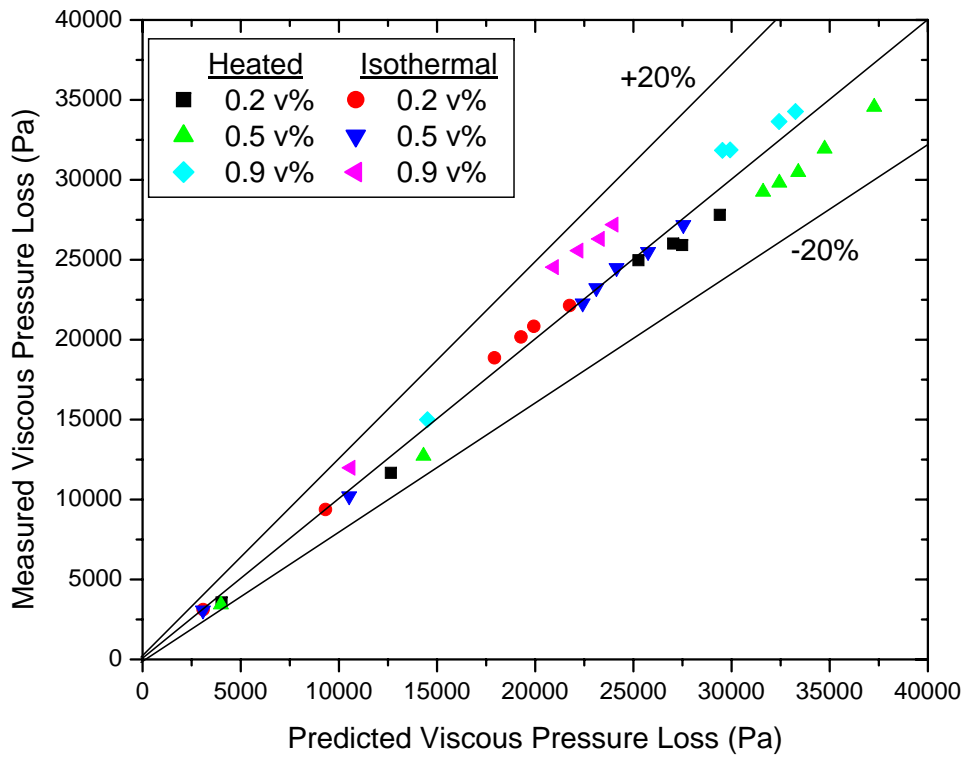 40000
35000
30000
25000
20000
15000
10000
5000
0
Measured Viscous Pressure Loss (Pa)
Heated Isothermal
0.2 v% 0.2 v%
0.5 v% 0.5 v%
0.9 v% 0.9 v%
+20%
-20%
0 5000 10000 15000 20000 25000 30000 35000 40000
Predicted Viscous Pressure Loss (Pa)